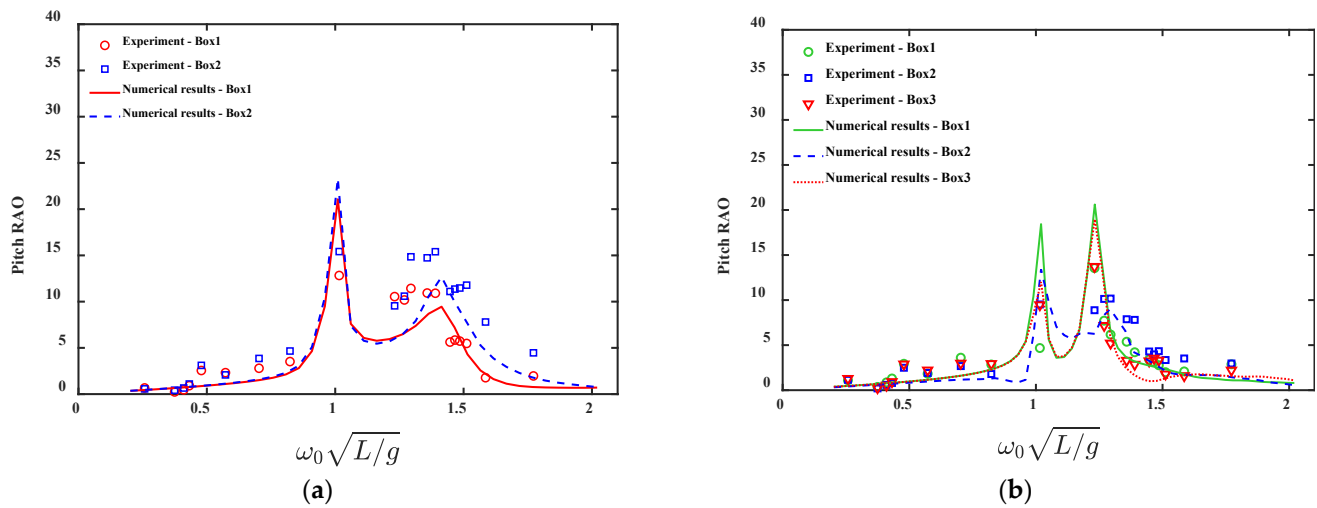 40
35
30
25
20
15
10
5
0
Pitch RAO
Experiment - Box1
Experiment - Box2
Numerical results - Box1
Numerical results - Box2
0 0.5 1 1.5 2
ω₀√L/g
(a)
40
35
30
25
20
15
10
5
0
Pitch RAO
Experiment - Box1
Experiment - Box2
Experiment - Box3
Numerical results - Box1
Numerical results - Box2
Numerical results - Box3
0 0.5 1 1.5 2
ω₀√L/g
(b)